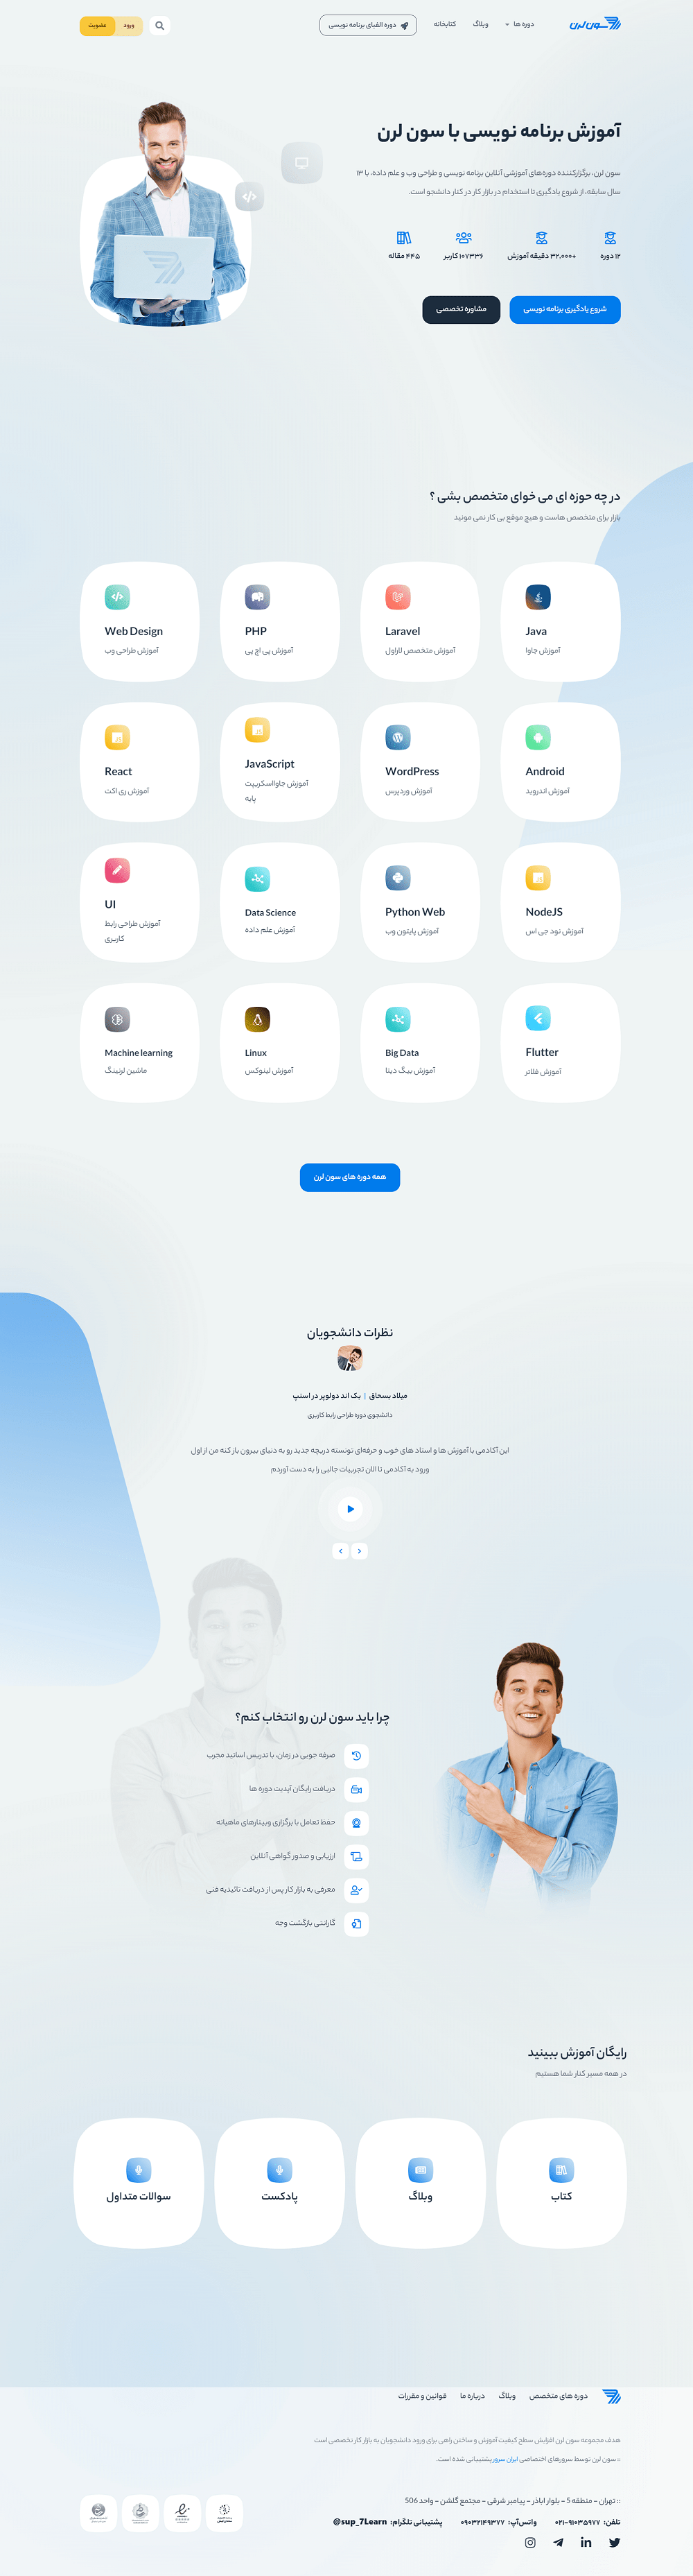 سون لرن
دوره ها
وبلاگ
کتابخانه
دوره الفبای برنامه نویسی
ورود
عضویت
آموزش برنامه نویسی با سون لرن
سون لرن، برگزارکننده دوره‌های آموزشی آنلاین برنامه نویسی و طراحی وب و علم داده، با ۱۳
سال سابقه، از شروع یادگیری تا استخدام در بازار کار در کنار دانشجو است.
۱۲ دوره
+۳۲,۰۰۰ دقیقه آموزش
۱۰۷۳۳۶ کاربر
۴۴۵ مقاله
شروع یادگیری برنامه نویسی
مشاوره تخصصی
در چه حوزه ای می خوای متخصص بشی ؟
بازار برای متخصص هاست و هیچ موقع بی کار نمی مونید
Java
آموزش جاوا
Laravel
آموزش متخصص لاراول
PHP
آموزش پی اچ پی
Web Design
آموزش طراحی وب
Android
آموزش اندروید
WordPress
آموزش وردپرس
JavaScript
آموزش جاوااسکریپت
پایه
React
آموزش ری اکت
NodeJS
آموزش نود جی اس
Python Web
آموزش پایتون وب
Data Science
آموزش علم داده
UI
آموزش طراحی رابط
کاربری
Flutter
آموزش فلاتر
Big Data
آموزش بیگ دیتا
Linux
آموزش لینوکس
Machine learning
ماشین لرنینگ
همه دوره های سون لرن
نظرات دانشجویان
میلاد بسحاق | بک اند دولوپر در اسنپ
دانشجوی دوره طراحی رابط کاربری
این آکادمی با آموزش ها و استاد های خوب و حرفه‌ای تونسته دریچه جدید رو به دنیای بیرون باز کنه من از اول
ورود به آکادمی تا الان تجربیات جالبی را به دست آوردم
چرا باید سون لرن رو انتخاب کنم؟
صرفه جویی در زمان، با تدریس اساتید مجرب
دریافت رایگان آپدیت دوره ها
حفظ تعامل با برگزاری وبینارهای ماهیانه
ارزیابی و صدور گواهی آنلاین
معرفی به بازار کار پس از دریافت تائیدیه فنی
گارانتی بازگشت وجه
رایگان آموزش ببینید
در همه مسیر کنار شما هستیم
کتاب
وبلاگ
پادکست
سوالات متداول
دوره های متخصص
وبلاگ
درباره ما
قوانین و مقررات
هدف مجموعه سون لرن افزایش سطح کیفیت آموزش و ساختن راهی برای ورود دانشجویان به بازار کار تخصصی است
:: سون لرن توسط سرورهای اختصاصی ایران سرور پشتیبانی شده است.
:: تهران - منطقه 5 - بلوار اباذر - پیامبر شرقی - مجتمع گلشن - واحد 506
تلفن: ۰۲۱-۹۱۰۳۵۹۷۷
واتس‌آپ: ۰۹۰۳۲۱۴۹۳۷۷
پشتیبانی تلگرام: @sup_7Learn